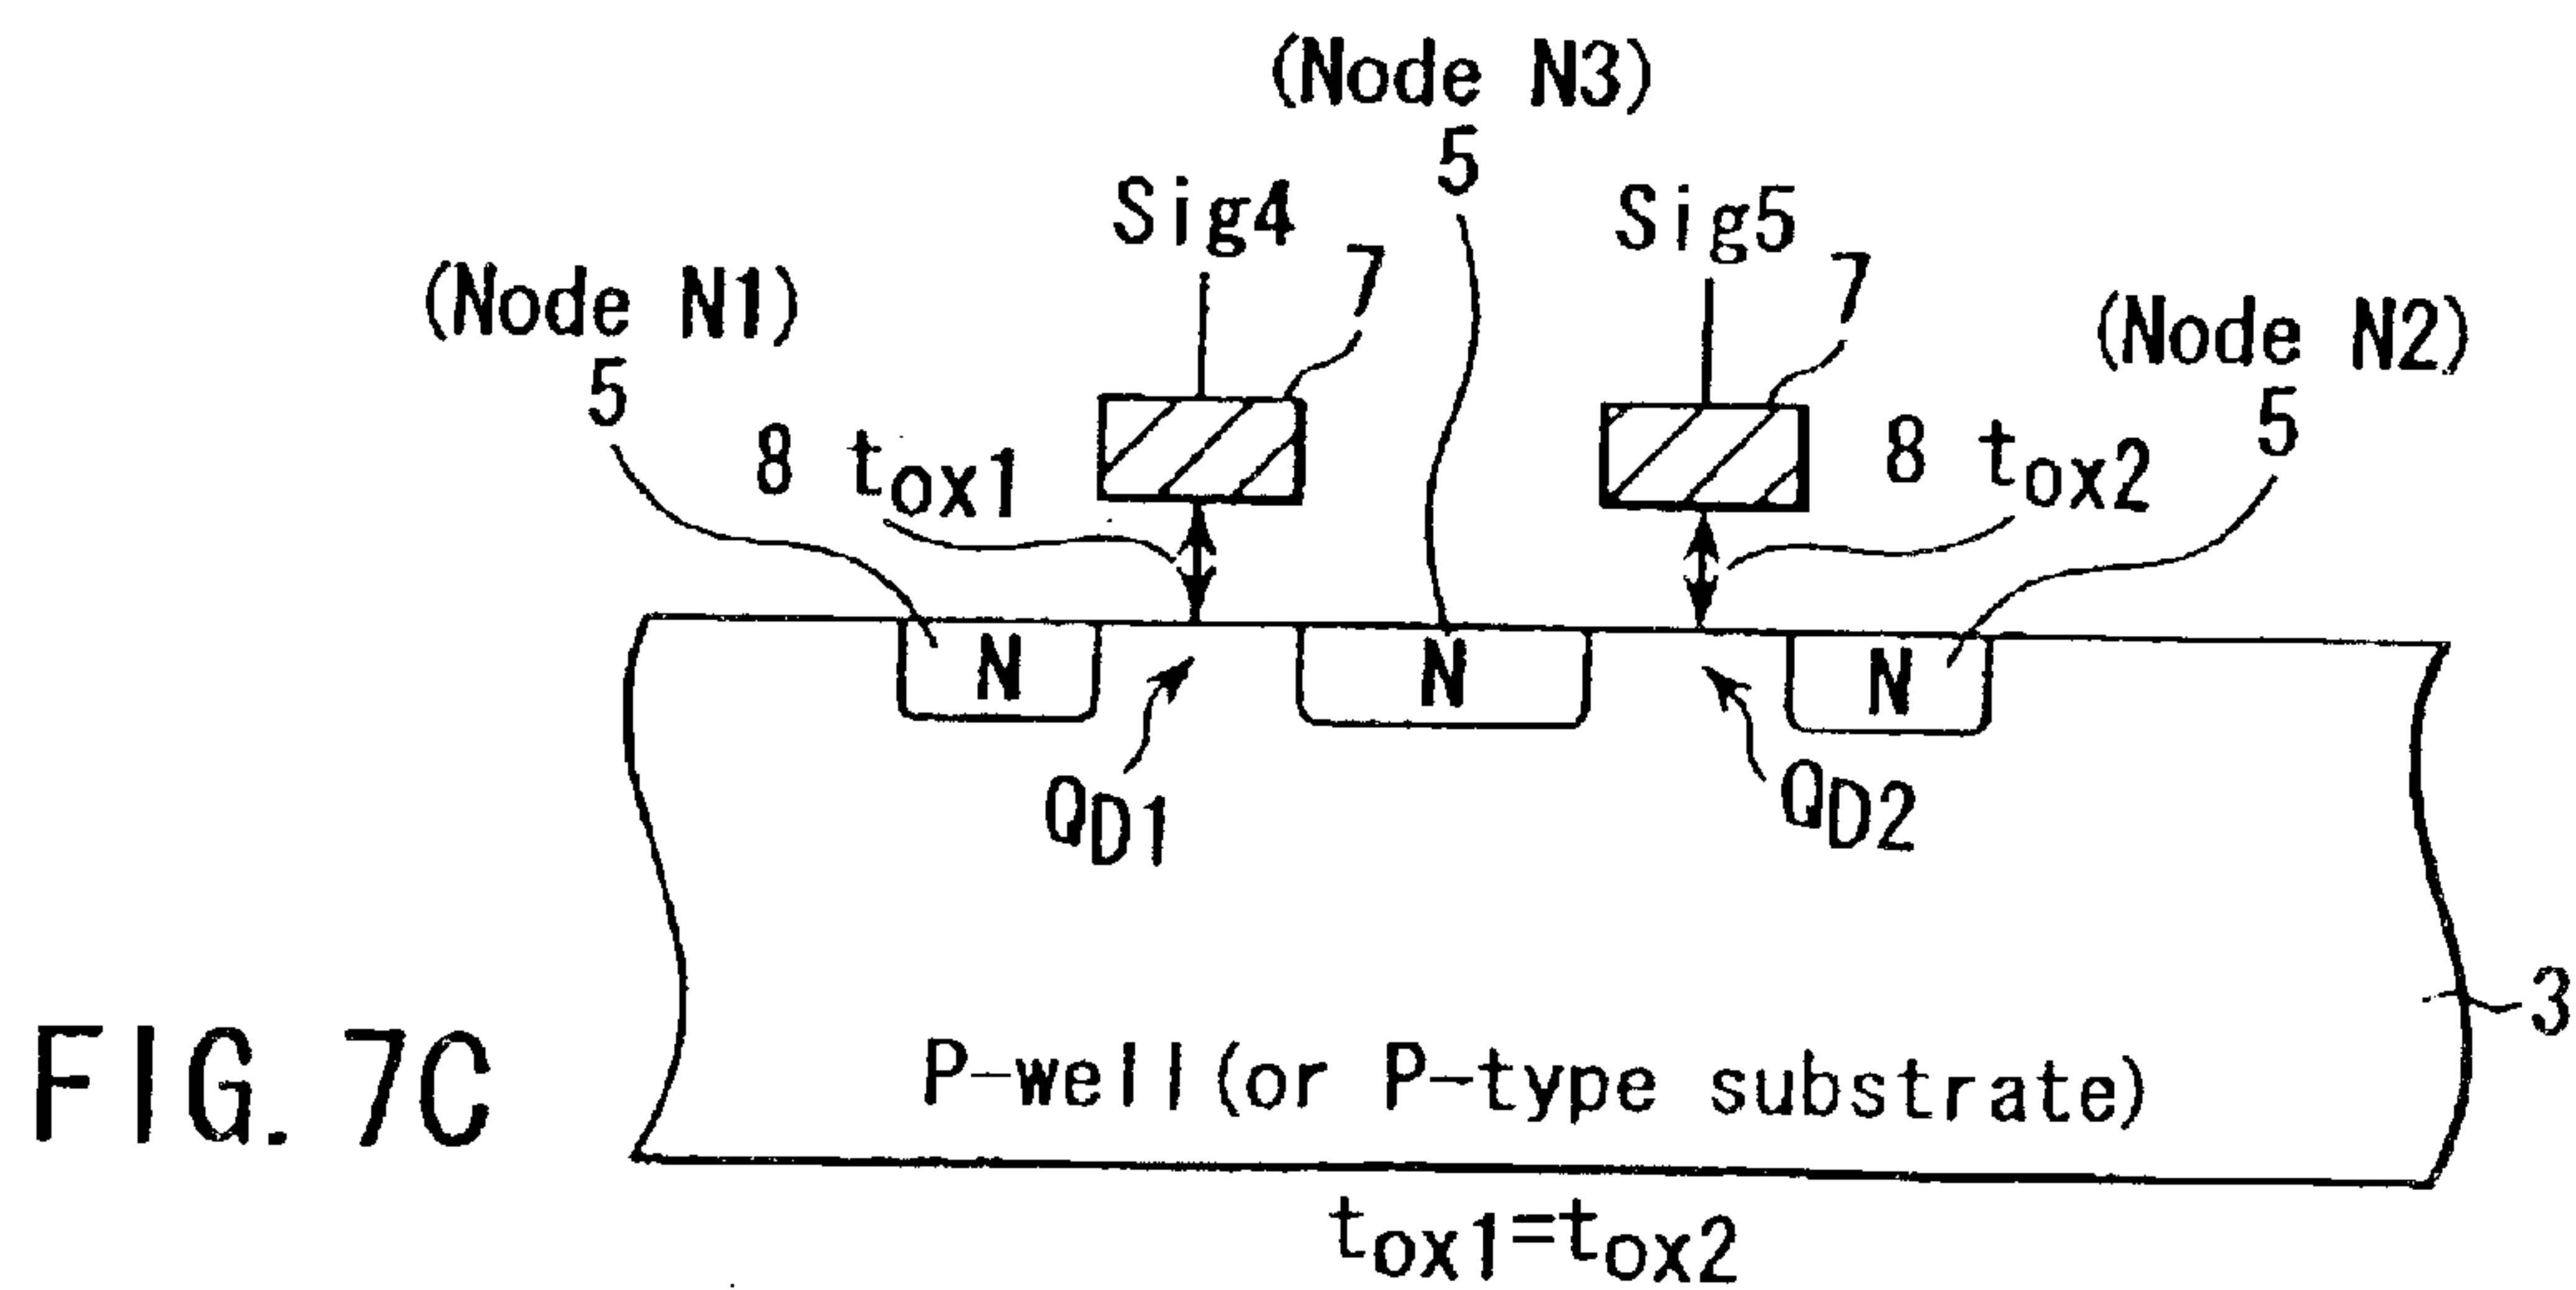 (Node N3)
5
Sig4
Sig5
7
7
(Node N1)
5
(Node N2)
5
8 tox1
8 tox2
N
N
N
QD1
QD2
3
P-well(or P-type substrate)
FIG. 7C
tox1=tox2